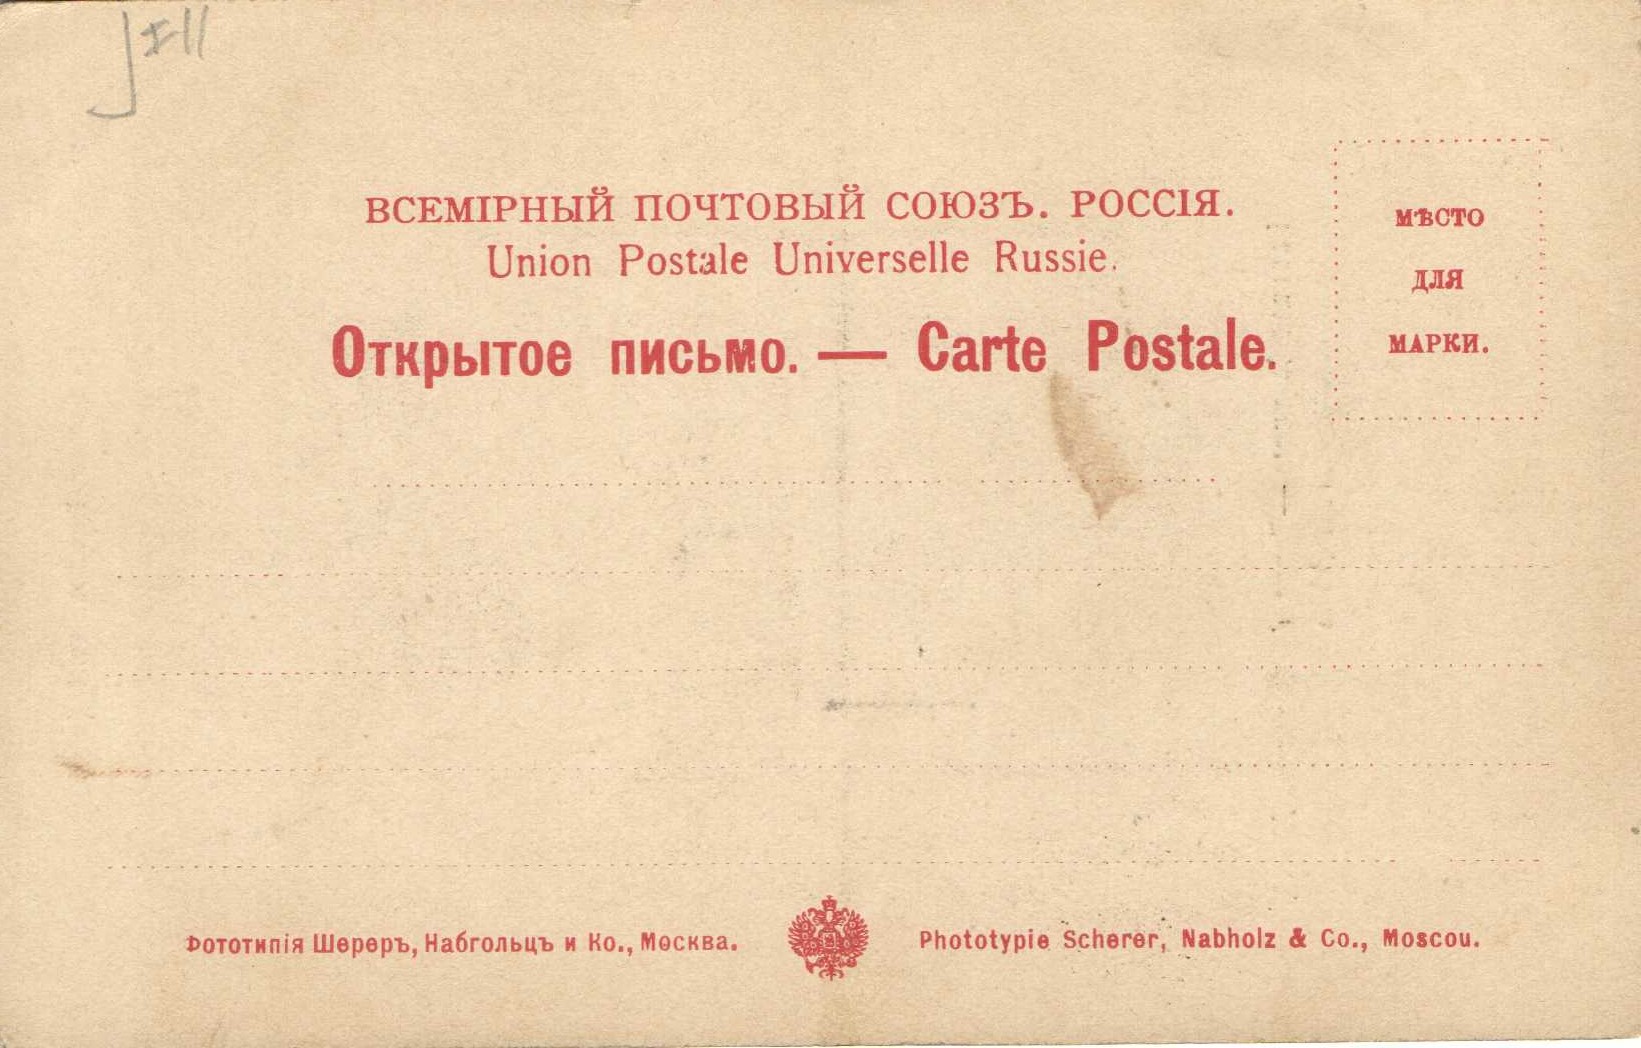 ВСЕМІРНЫЙ ПОЧТОВЫЙ СОЮЗЪ. РОССІЯ.
Union Postale Universelle Russie.
Открытое письмо. — Carte Postale.
МѢСТО
ДЛЯ
МАРКИ.
Фототипія Шереръ, Набгольцъ и Ко., Москва.
Phototypie Scherer, Nabholz & Co., Moscou.